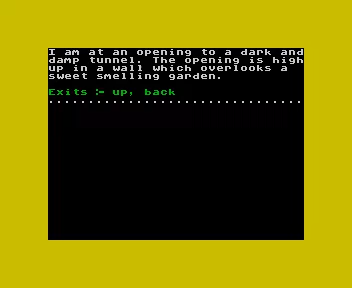 I am at an opening to a dark and
damp tunnel. The opening is high
up in a wall which overlooks a
sweet smelling garden.
Exits :- up, back
................................